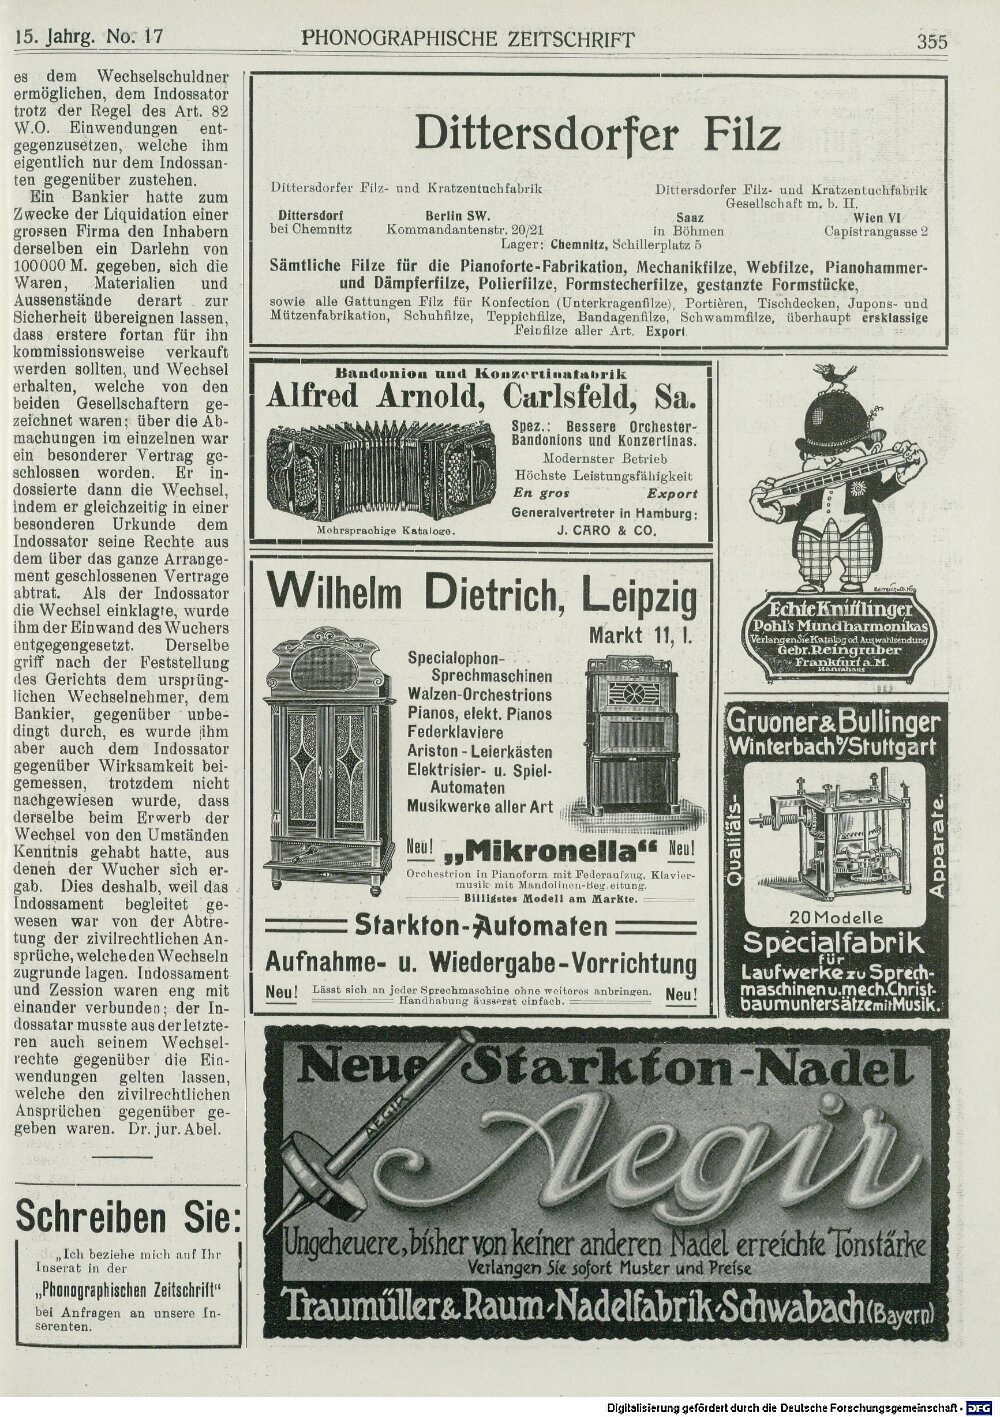 15. Jahrg. No. 17
PHONOGRAPHISCHE ZEITSCHRIFT
355
es dem Wechselschuldner
ermöglichen, dem Indossator
trotz der Regel des Art. 82
W.O. Einwendungen ent-
gegenzusetzen, welche ihm
eigentlich nur dem Indossan-
ten gegenüber zustehen.
Ein Bankier hatte zum
Zwecke der Liquidation einer
grossen Firma den Inhabern
derselben ein Darlehn von
100000 M. gegeben, sich die
Waren, Materialien und
Aussenstände derart zur
Sicherheit übereignen lassen,
dass erstere fortan für ihn
kommissionsweise verkauft
werden sollten, und Wechsel
erhalten, welche von den
beiden Gesellschaftern ge-
zeichnet waren; über die Ab-
machungen im einzelnen war
ein besonderer Vertrag ge-
schlossen worden. Er in-
dossierte dann die Wechsel,
indem er gleichzeitig in einer
besonderen Urkunde dem
Indossator seine Rechte aus
dem über das ganze Arrange-
ment geschlossenen Vertrage
abtrat. Als der Indossator
die Wechsel einklagte, wurde
ihm der Einwand des Wuchers
entgegengesetzt. Derselbe
griff nach der Feststellung
des Gerichts dem ursprüng-
lichen Wechselnehmer, dem
Bankier, gegenüber unbe-
dingt durch, es wurde ihm
aber auch dem Indossator
gegenüber Wirksamkeit bei-
gemessen, trotzdem nicht
nachgewiesen wurde, dass
derselbe beim Erwerb der
Wechsel von den Umständen
Kenntnis gehabt hatte, aus
denen der Wucher sich er-
gab. Dies deshalb, weil das
Indossament begleitet ge-
wesen war von der Abtre-
tung der zivilrechtlichen An-
sprüche, welche den Wechseln
zugrunde lagen. Indossament
und Zession waren eng mit
einander verbunden; der In-
dossatar musste aus der letzte-
ren auch seinem Wechsel-
rechte gegenüber die Ein-
wendungen gelten lassen,
welche den zivilrechtlichen
Ansprüchen gegenüber ge-
geben waren. Dr. jur. Abel.
Schreiben Sie:
„Ich beziehe mich auf Ihr
Inserat in der
„Phonographischen Zeitschrift“
bei Anfragen an unsere In-
serenten.
Dittersdorfer Filz
Dittersdorfer Filz- und Kratzentuchfabrik
Dittersdorf
bei Chemnitz
Berlin SW.
Kommandantenstr. 20/21
Dittersdorfer Filz- und Kratzentuchfabrik
Gesellschaft m. b. H.
Saaz
in Böhmen
Wien VI
Capistrangasse 2
Lager: Chemnitz, Schillerplatz 5
Sämtliche Filze für die Pianoforte-Fabrikation, Mechanikfilze, Webfilze, Pianohammer-
und Dämpferfilze, Polierfilze, Formstecherfilze, gestanzte Formstücke,
sowie alle Gattungen Filz für Konfection (Unterkragenfilze), Portièren, Tischdecken, Jupons- und
Mützenfabrikation, Schuhfilze, Teppichfilze, Bandagenfilze, Schwammfilze, überhaupt erstklassige
Feinfilze aller Art. Export
Bandonion und Konzertinafabrik
Alfred Arnold, Carlsfeld, Sa.
Spez.: Bessere Orchester-
Bandonions und Konzertinas.
Modernster Betrieb
Höchste Leistungsfähigkeit
En gros Export
Generalvertreter in Hamburg:
J. CARO & CO.
Mehrsprachige Kataloge.
Echte Knittlinger
Pohl's Mundharmonikas
Verlangen Sie Katalog od. Auswahlsendung
Gebr. Reingruber
Frankfurt a. M.
Hansahaus
Wilhelm Dietrich, Leipzig
Markt 11, I.
Specialophon-
Sprechmaschinen
Walzen-Orchestrions
Pianos, elekt. Pianos
Federklaviere
Ariston-Leierkästen
Elektrisier- u. Spiel-
Automaten
Musikwerke aller Art
Neu! „Mikronella“ Neu!
Orchestrion in Pianoform mit Federaufzug, Klavier-
musik mit Mandolinen-Begleitung.
Billigstes Modell am Markte.
Starkton-Automaten
Aufnahme- u. Wiedergabe-Vorrichtung
Neu! Lässt sich an jeder Sprechmaschine ohne weiteres anbringen. Neu!
Handhabung äusserst einfach.
Gruoner & Bullinger
Winterbach b/Stuttgart
Qualitäts-
Apparate.
20 Modelle
Specialfabrik
für
Laufwerke zu Sprech-
maschinen u. mech. Christ-
baumuntersätze mit Musik.
Neue Starkton-Nadel
AEGIR
Aegir
Ungeheuere, bisher von keiner anderen Nadel erreichte Tonstärke
Verlangen Sie sofort Muster und Preise
Traumüller & Raum-Nadelfabrik-Schwabach (Bayern)
Digitalisierung gefördert durch die Deutsche Forschungsgemeinschaft - DFG